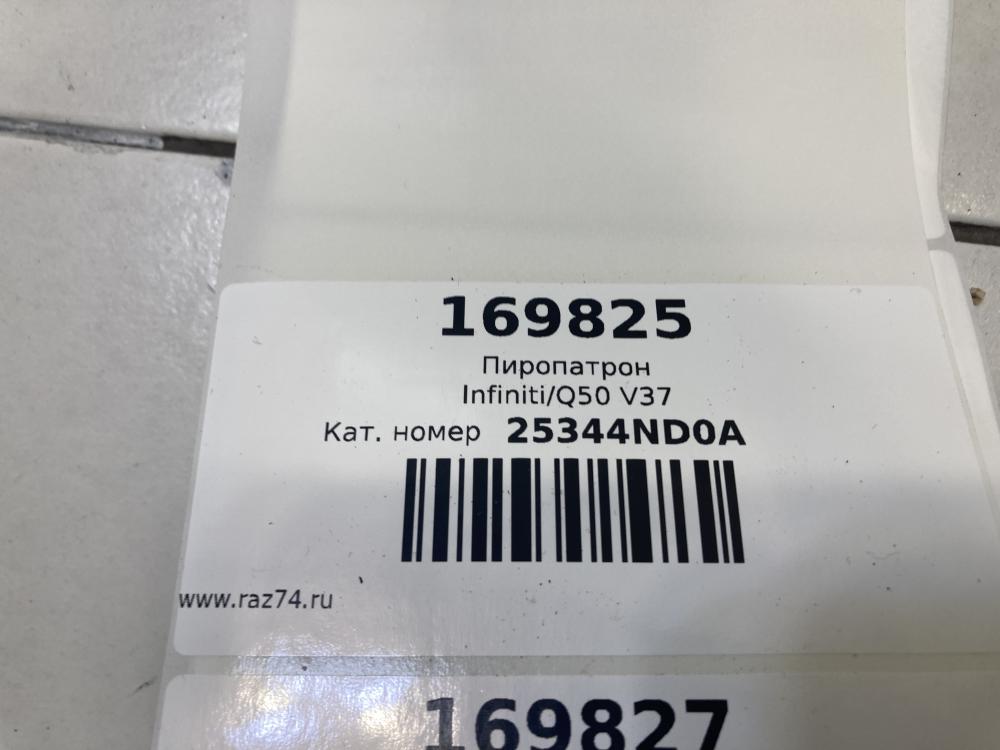 169825
Пиропатрон
Infiniti/Q50 V37
Кат. номер 25344ND0A
www.raz74.ru
169827